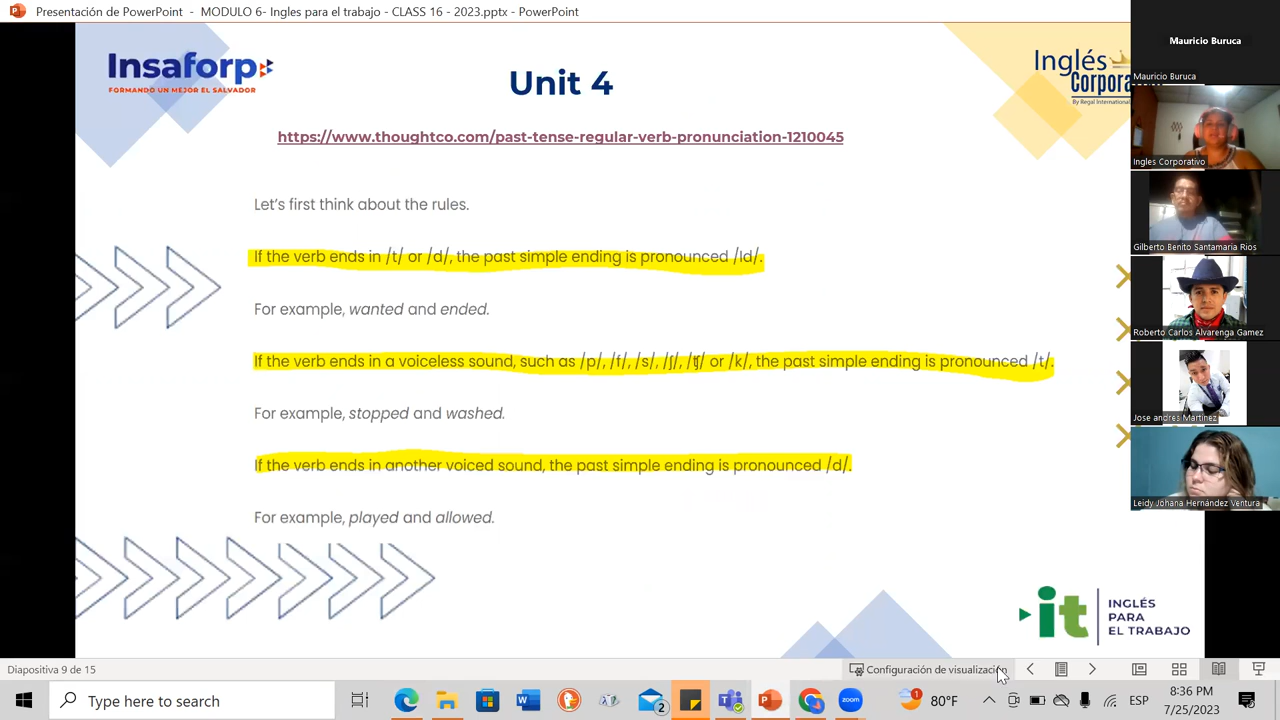 Presentación de PowerPoint - MODULO 6- Ingles para el trabajo - CLASS 16 - 2023.pptx - PowerPoint
Insaforp
FORMANDO UN MEJOR EL SALVADOR
Unit 4
Inglés
Corpora
By Regal International
https://www.thoughtco.com/past-tense-regular-verb-pronunciation-1210045
Let's first think about the rules.
If the verb ends in /t/ or /d/, the past simple ending is pronounced /Id/.
For example, wanted and ended.
If the verb ends in a voiceless sound, such as /p/, /f/, /s/, /ʃ/, /ʧ/ or /k/, the past simple ending is pronounced /t/.
For example, stopped and washed.
If the verb ends in another voiced sound, the past simple ending is pronounced /d/.
For example, played and allowed.
it
INGLÉS
PARA
EL TRABAJO
Mauricio Buruca
Mauricio Buruca
Ingles Corporativo
Gilberto Benito Santamaria Rios
Roberto Carlos Alvarenga Gamez
Jose andres Martinez
Leidy Johana Hernández Ventura
Diapositiva 9 de 15
Configuración de visualización
Type here to search
2
zoom
1
80°F
ESP
8:36 PM
7/25/2023